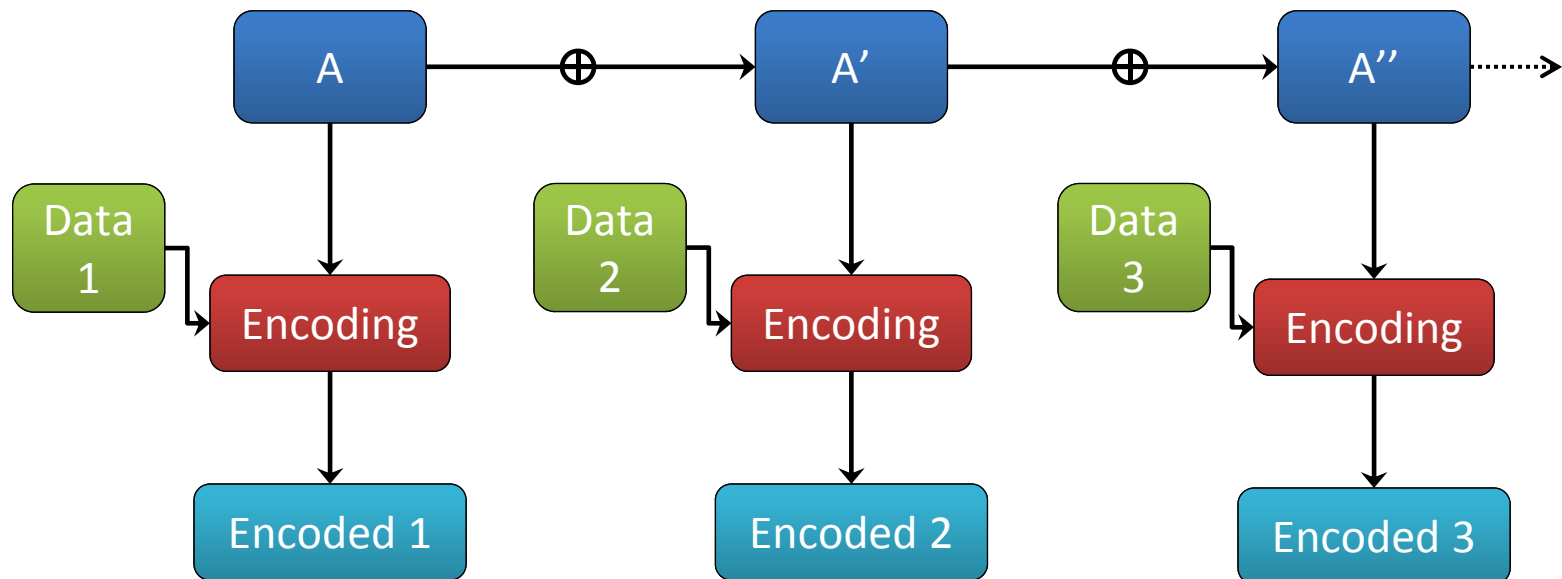 A
A'
A''
Data
1
Data
2
Data
3
Encoding
Encoding
Encoding
Encoded 1
Encoded 2
Encoded 3